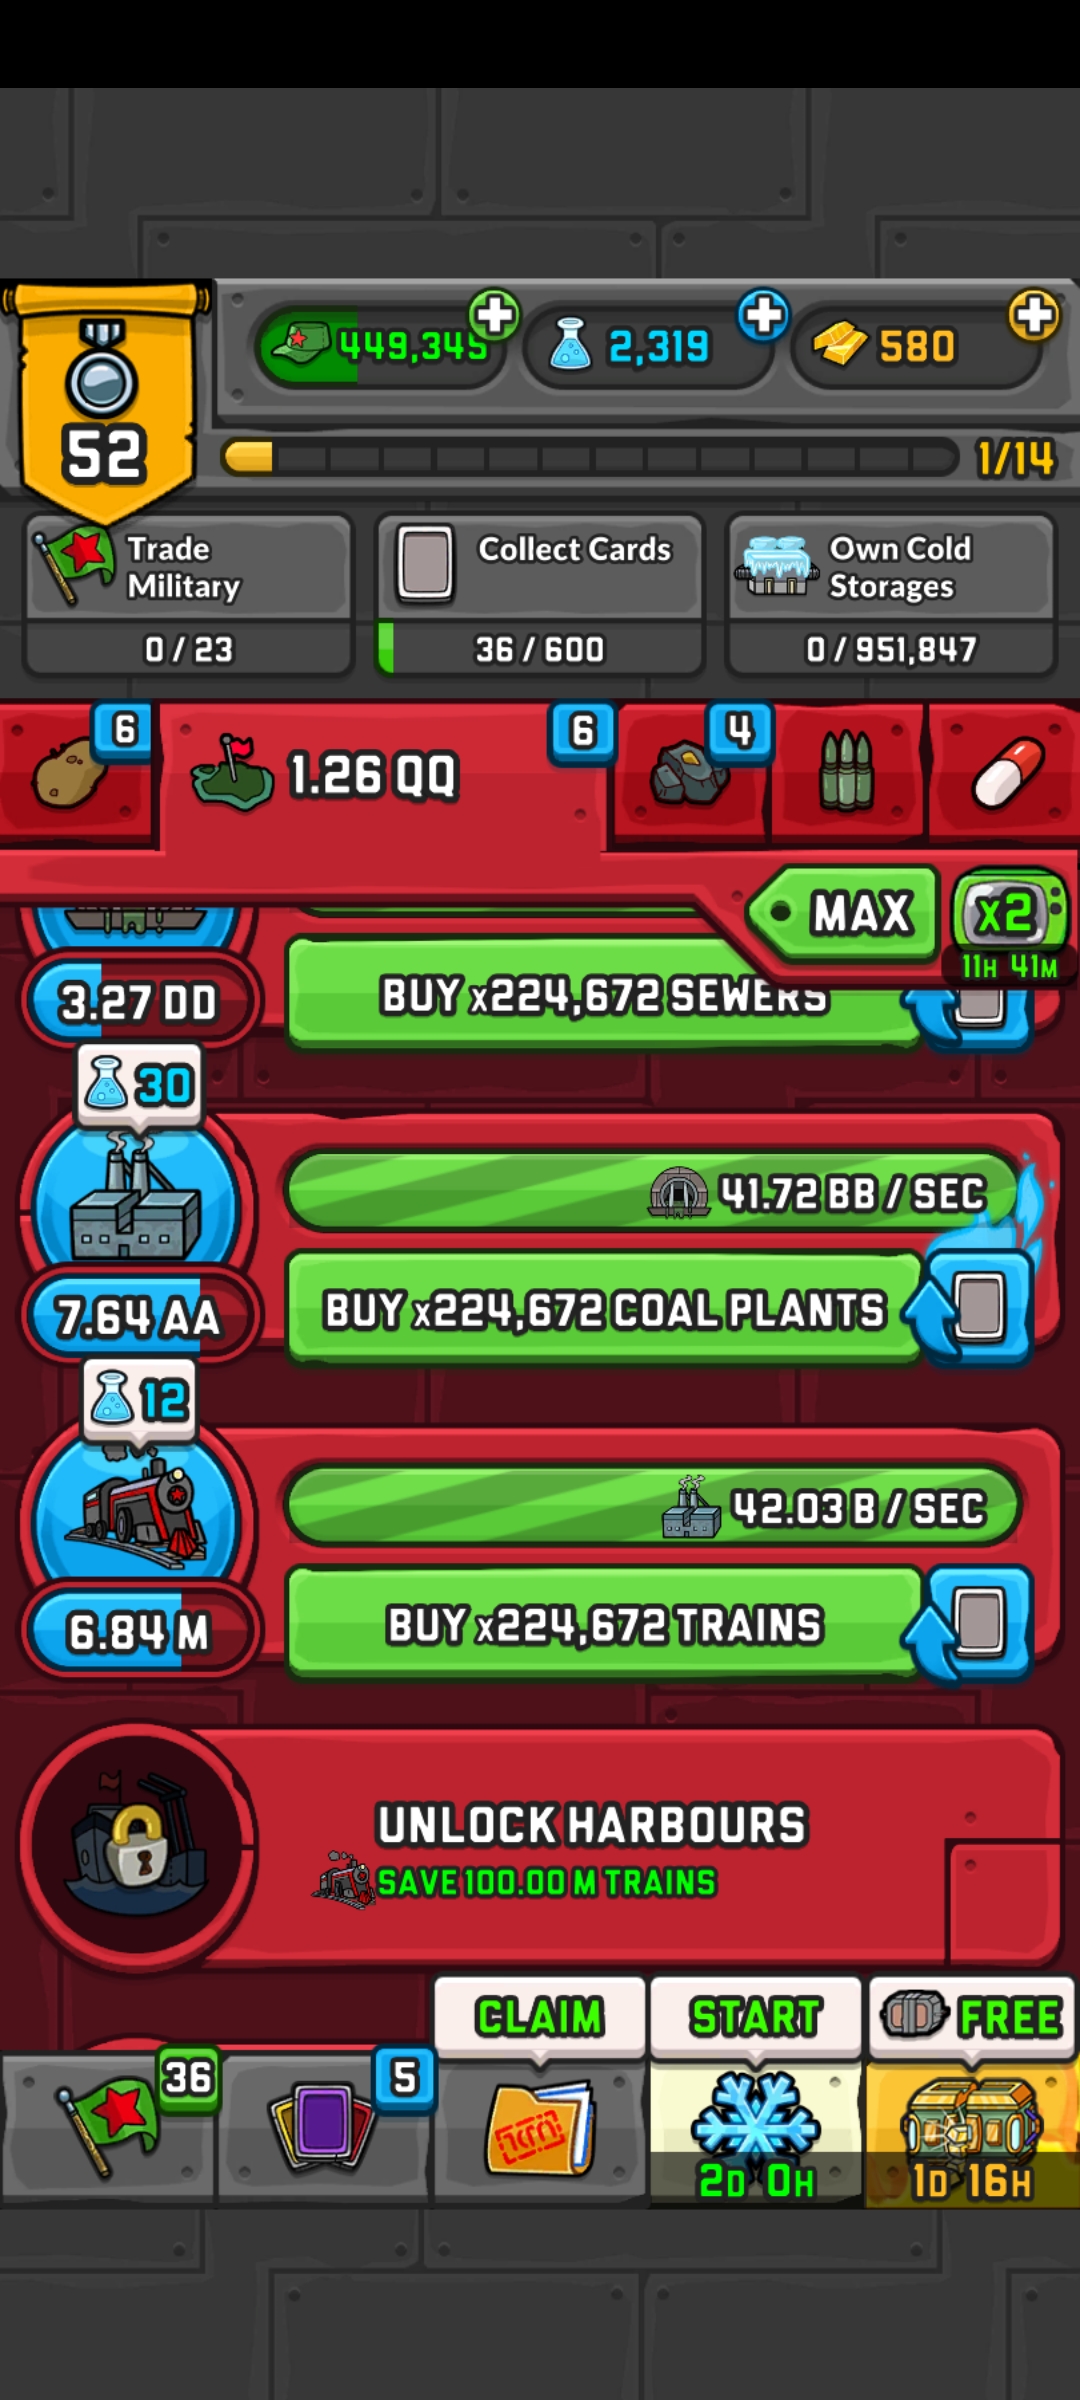 449,345
2,319
580
52
1/14
Trade
Military
0 / 23
Collect Cards
36 / 600
Own Cold
Storages
0 / 951,847
6
1.26 QQ
6
4
MAX
x2
11H 41M
3.27 DD
BUY x224,672 SEWERS
30
41.72 BB / SEC
7.64 AA
BUY x224,672 COAL PLANTS
12
42.03 B / SEC
6.84 M
BUY x224,672 TRAINS
UNLOCK HARBOURS
SAVE 100.00 M TRAINS
CLAIM
START
FREE
36
5
2D 0H
1D 16H